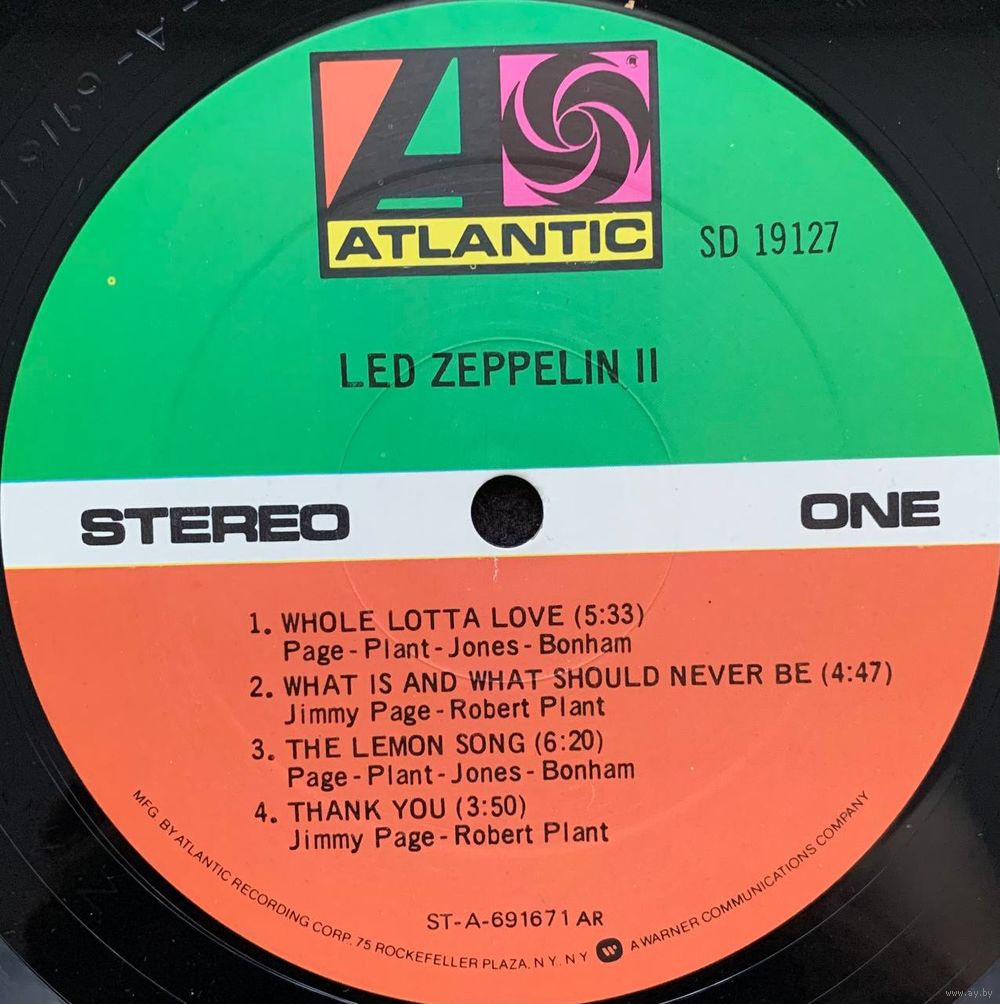 ATLANTIC
SD 19127
LED ZEPPELIN II
STEREO
ONE
1. WHOLE LOTTA LOVE (5:33)
Page-Plant-Jones-Bonham
2. WHAT IS AND WHAT SHOULD NEVER BE (4:47)
Jimmy Page-Robert Plant
3. THE LEMON SONG (6:20)
Page-Plant-Jones-Bonham
4. THANK YOU (3:50)
Jimmy Page-Robert Plant
ST-A-691671 AR
MFG. BY ATLANTIC RECORDING CORP. 75 ROCKEFELLER PLAZA, N.Y. N.Y. A WARNER COMMUNICATIONS COMPANY
www.ay.by